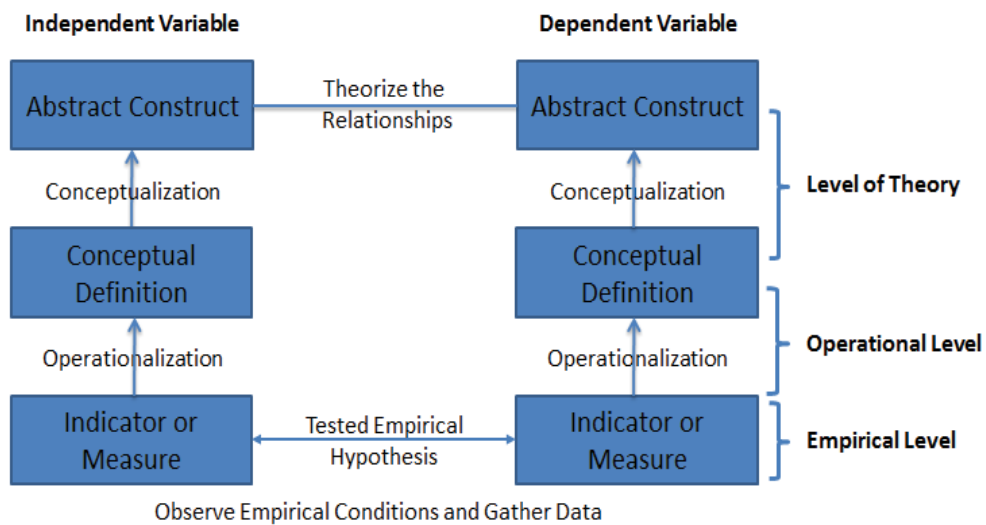 Independent Variable
Dependent Variable
Abstract Construct
Theorize the
Relationships
Abstract Construct
Conceptualization
Conceptualization
Level of Theory
Conceptual
Definition
Conceptual
Definition
Operationalization
Operationalization
Operational Level
Indicator or
Measure
Tested Empirical
Hypothesis
Indicator or
Measure
Empirical Level
Observe Empirical Conditions and Gather Data